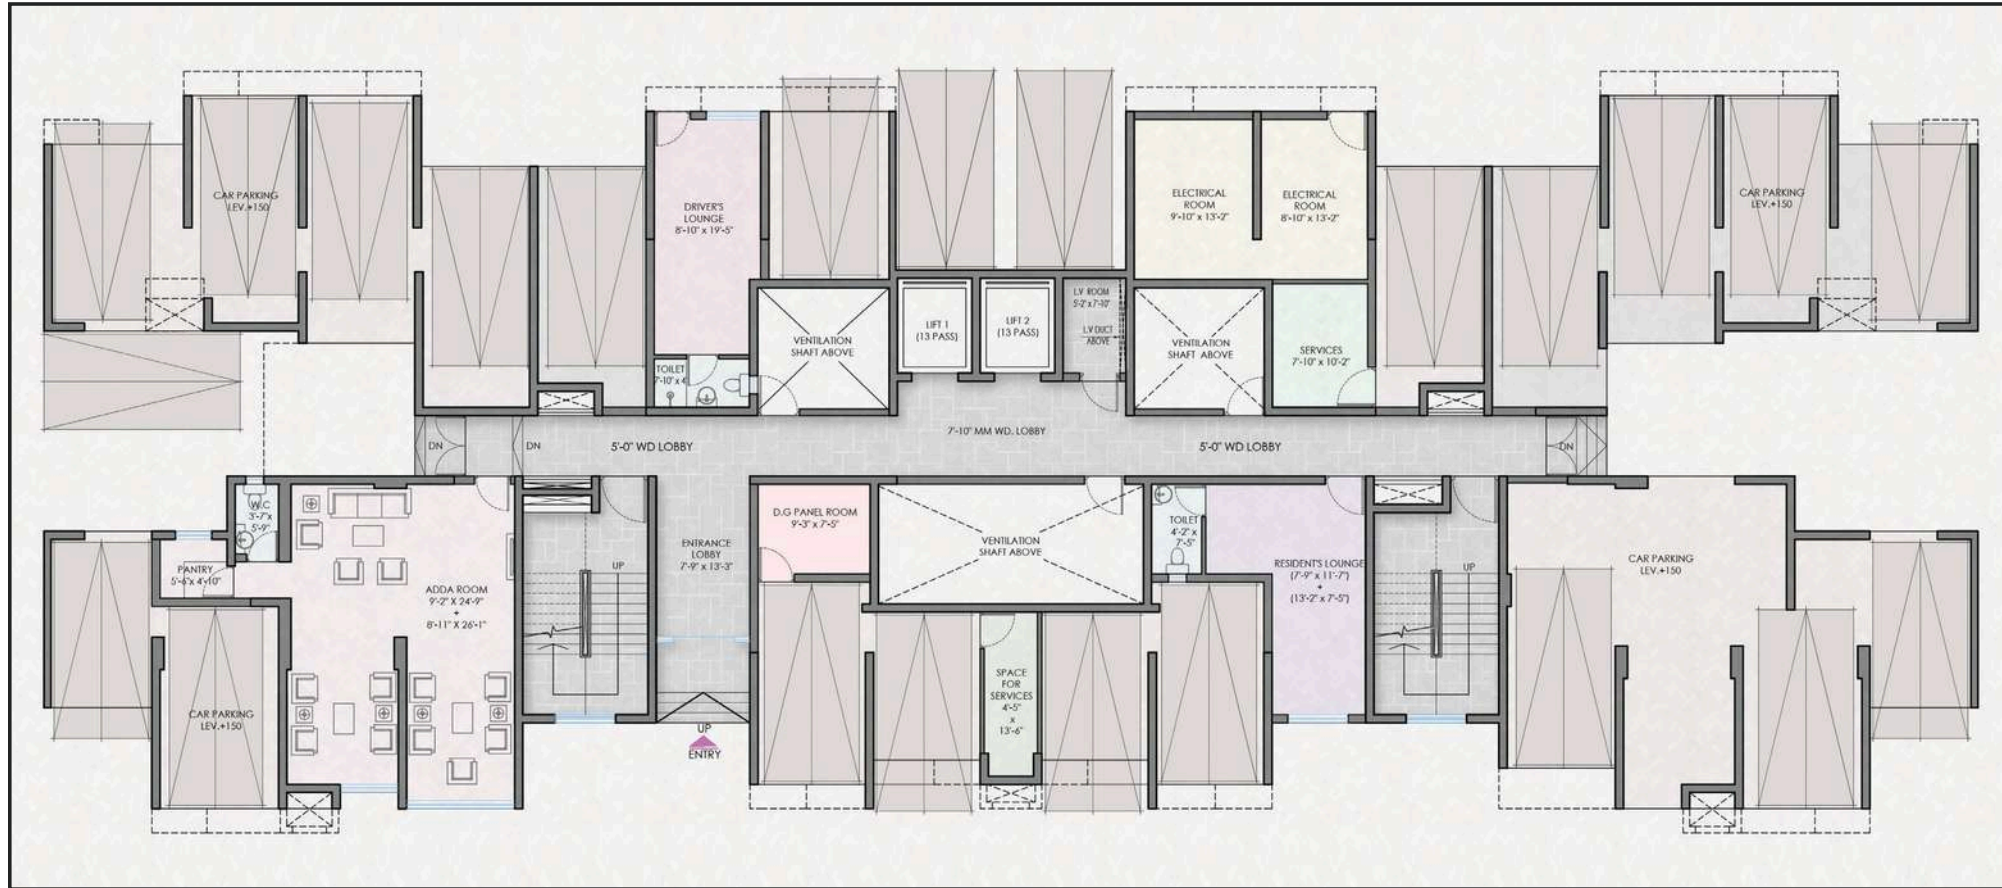 CAR PARKING
LEV.+150
DRIVER'S
LOUNGE
8'-10" x 19'-5"
ELECTRICAL
ROOM
9'-10" x 13'-2"
ELECTRICAL
ROOM
8'-10" x 13'-2"
CAR PARKING
LEV.+150
VENTILATION
SHAFT ABOVE
LIFT 1
(13 PASS)
LIFT 2
(13 PASS)
L.V ROOM
5'-2" x 7'-10"
L.V DUCT
ABOVE
VENTILATION
SHAFT ABOVE
SERVICES
7'-10" x 10'-2"
TOILET
7'-10" x 4'
DN
DN
5'-0" WD LOBBY
7'-10" MM WD. LOBBY
5'-0" WD LOBBY
DN
W.C
3'-7" x
5'-9"
PANTRY
5'-6" x 4'-10"
ADDA ROOM
9'-2" X 24'-9"
+
8'-11" X 26'-1"
UP
ENTRANCE
LOBBY
7'-9" x 13'-3"
D.G PANEL ROOM
9'-3" x 7'-5"
VENTILATION
SHAFT ABOVE
TOILET
4'-2" x
7'-5"
RESIDENT'S LOUNGE
(7'-9" x 11'-7")
+
(13'-2" x 7'-5")
UP
CAR PARKING
LEV.+150
CAR PARKING
LEV.+150
SPACE
FOR
SERVICES
4'-5"
x
13'-6"
UP
ENTRY